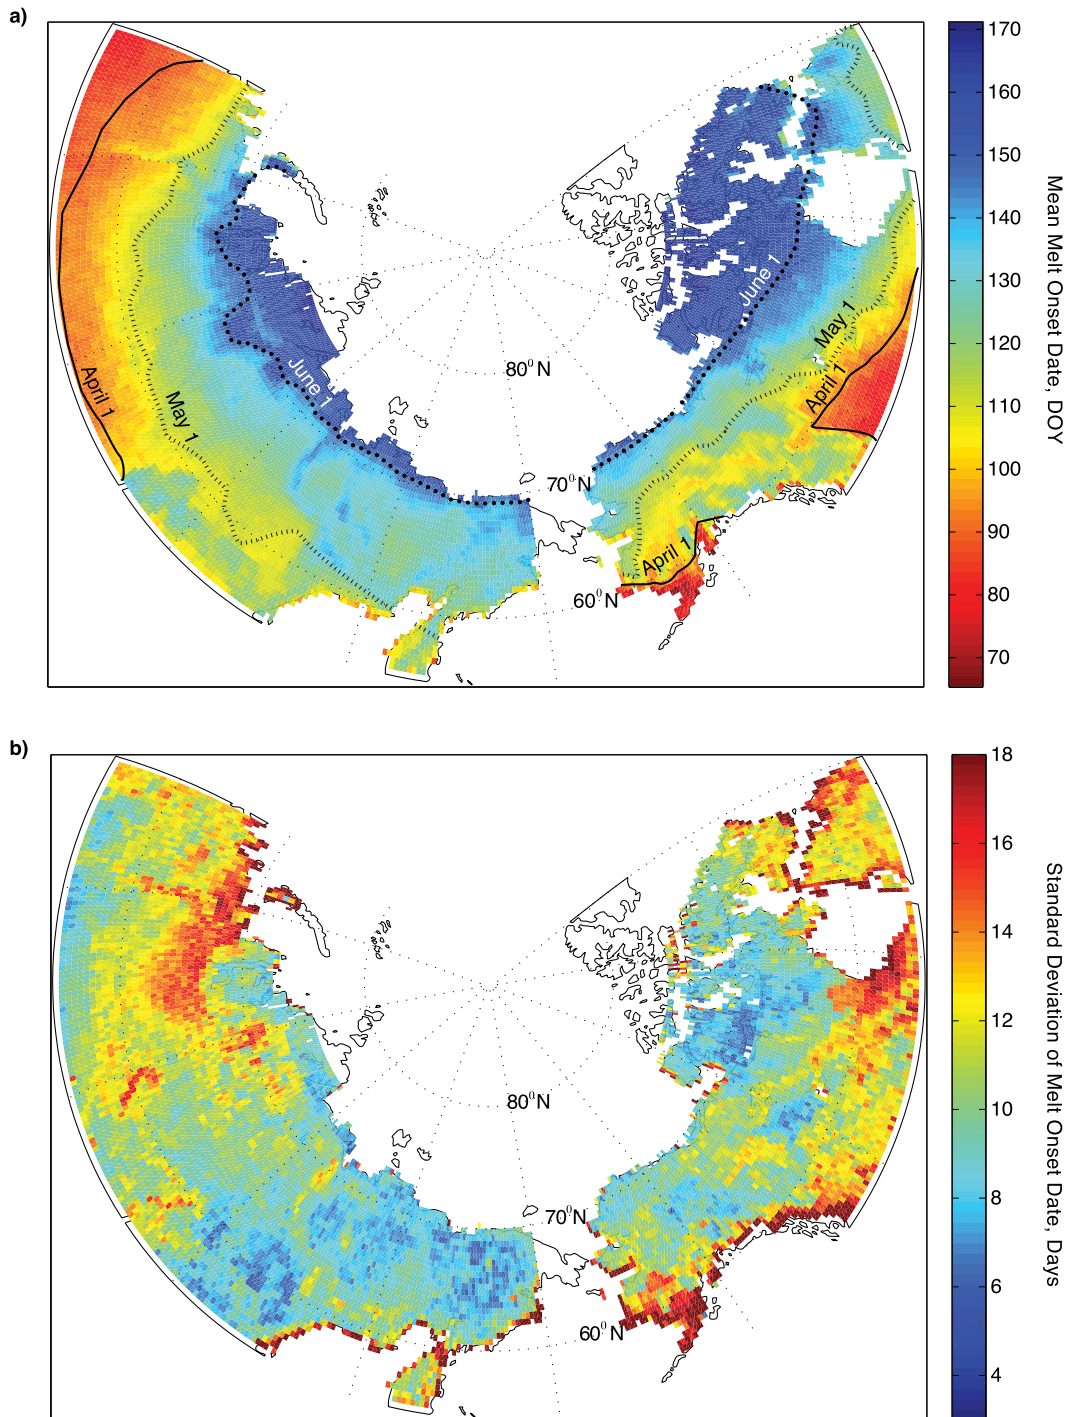 a)
June 1
June 1
April 1
May 1
May 1
April 1
April 1
80⁰N
70⁰N
60⁰N
170
160
150
140
130
120
110
100
90
80
70
Mean Melt Onset Date, DOY
b)
80⁰N
70⁰N
60⁰N
18
16
14
12
10
8
6
4
Standard Deviation of Melt Onset Date, Days